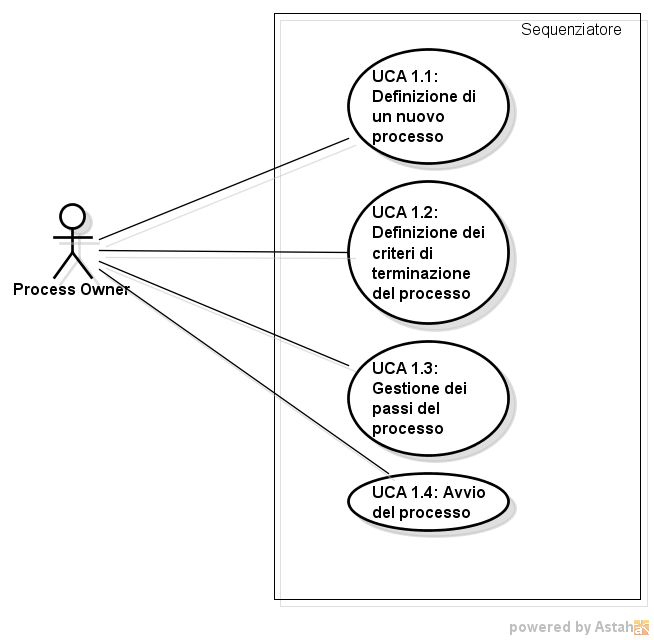 Sequenziatore
UCA 1.1:
Definizione di
un nuovo
processo
UCA 1.2:
Definizione dei
criteri di
terminazione
del processo
Process Owner
UCA 1.3:
Gestione dei
passi del
processo
UCA 1.4: Avvio
del processo
powered by Astah